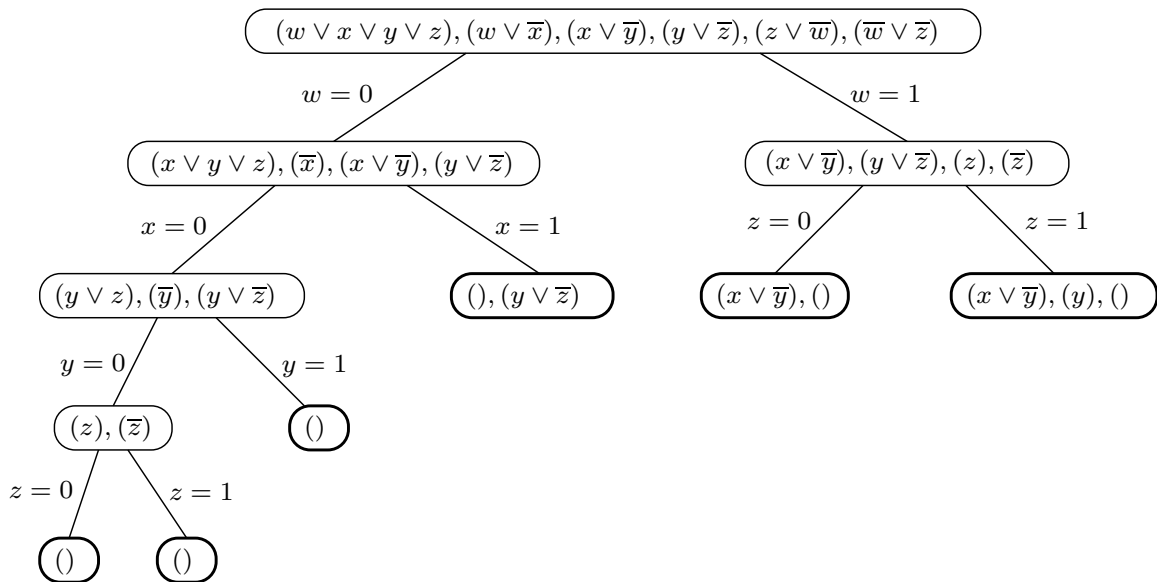 (w ∨ x ∨ y ∨ z), (w ∨ x̅), (x ∨ y̅), (y ∨ z̅), (z ∨ w̅), (w̅ ∨ z̅)
w = 0
w = 1
(x ∨ y ∨ z), (x̅), (x ∨ y̅), (y ∨ z̅)
(x ∨ y̅), (y ∨ z̅), (z), (z̅)
x = 0
x = 1
z = 0
z = 1
(y ∨ z), (y̅), (y ∨ z̅)
(), (y ∨ z̅)
(x ∨ y̅), ()
(x ∨ y̅), (y), ()
y = 0
y = 1
(z), (z̅)
()
z = 0
z = 1
()
()